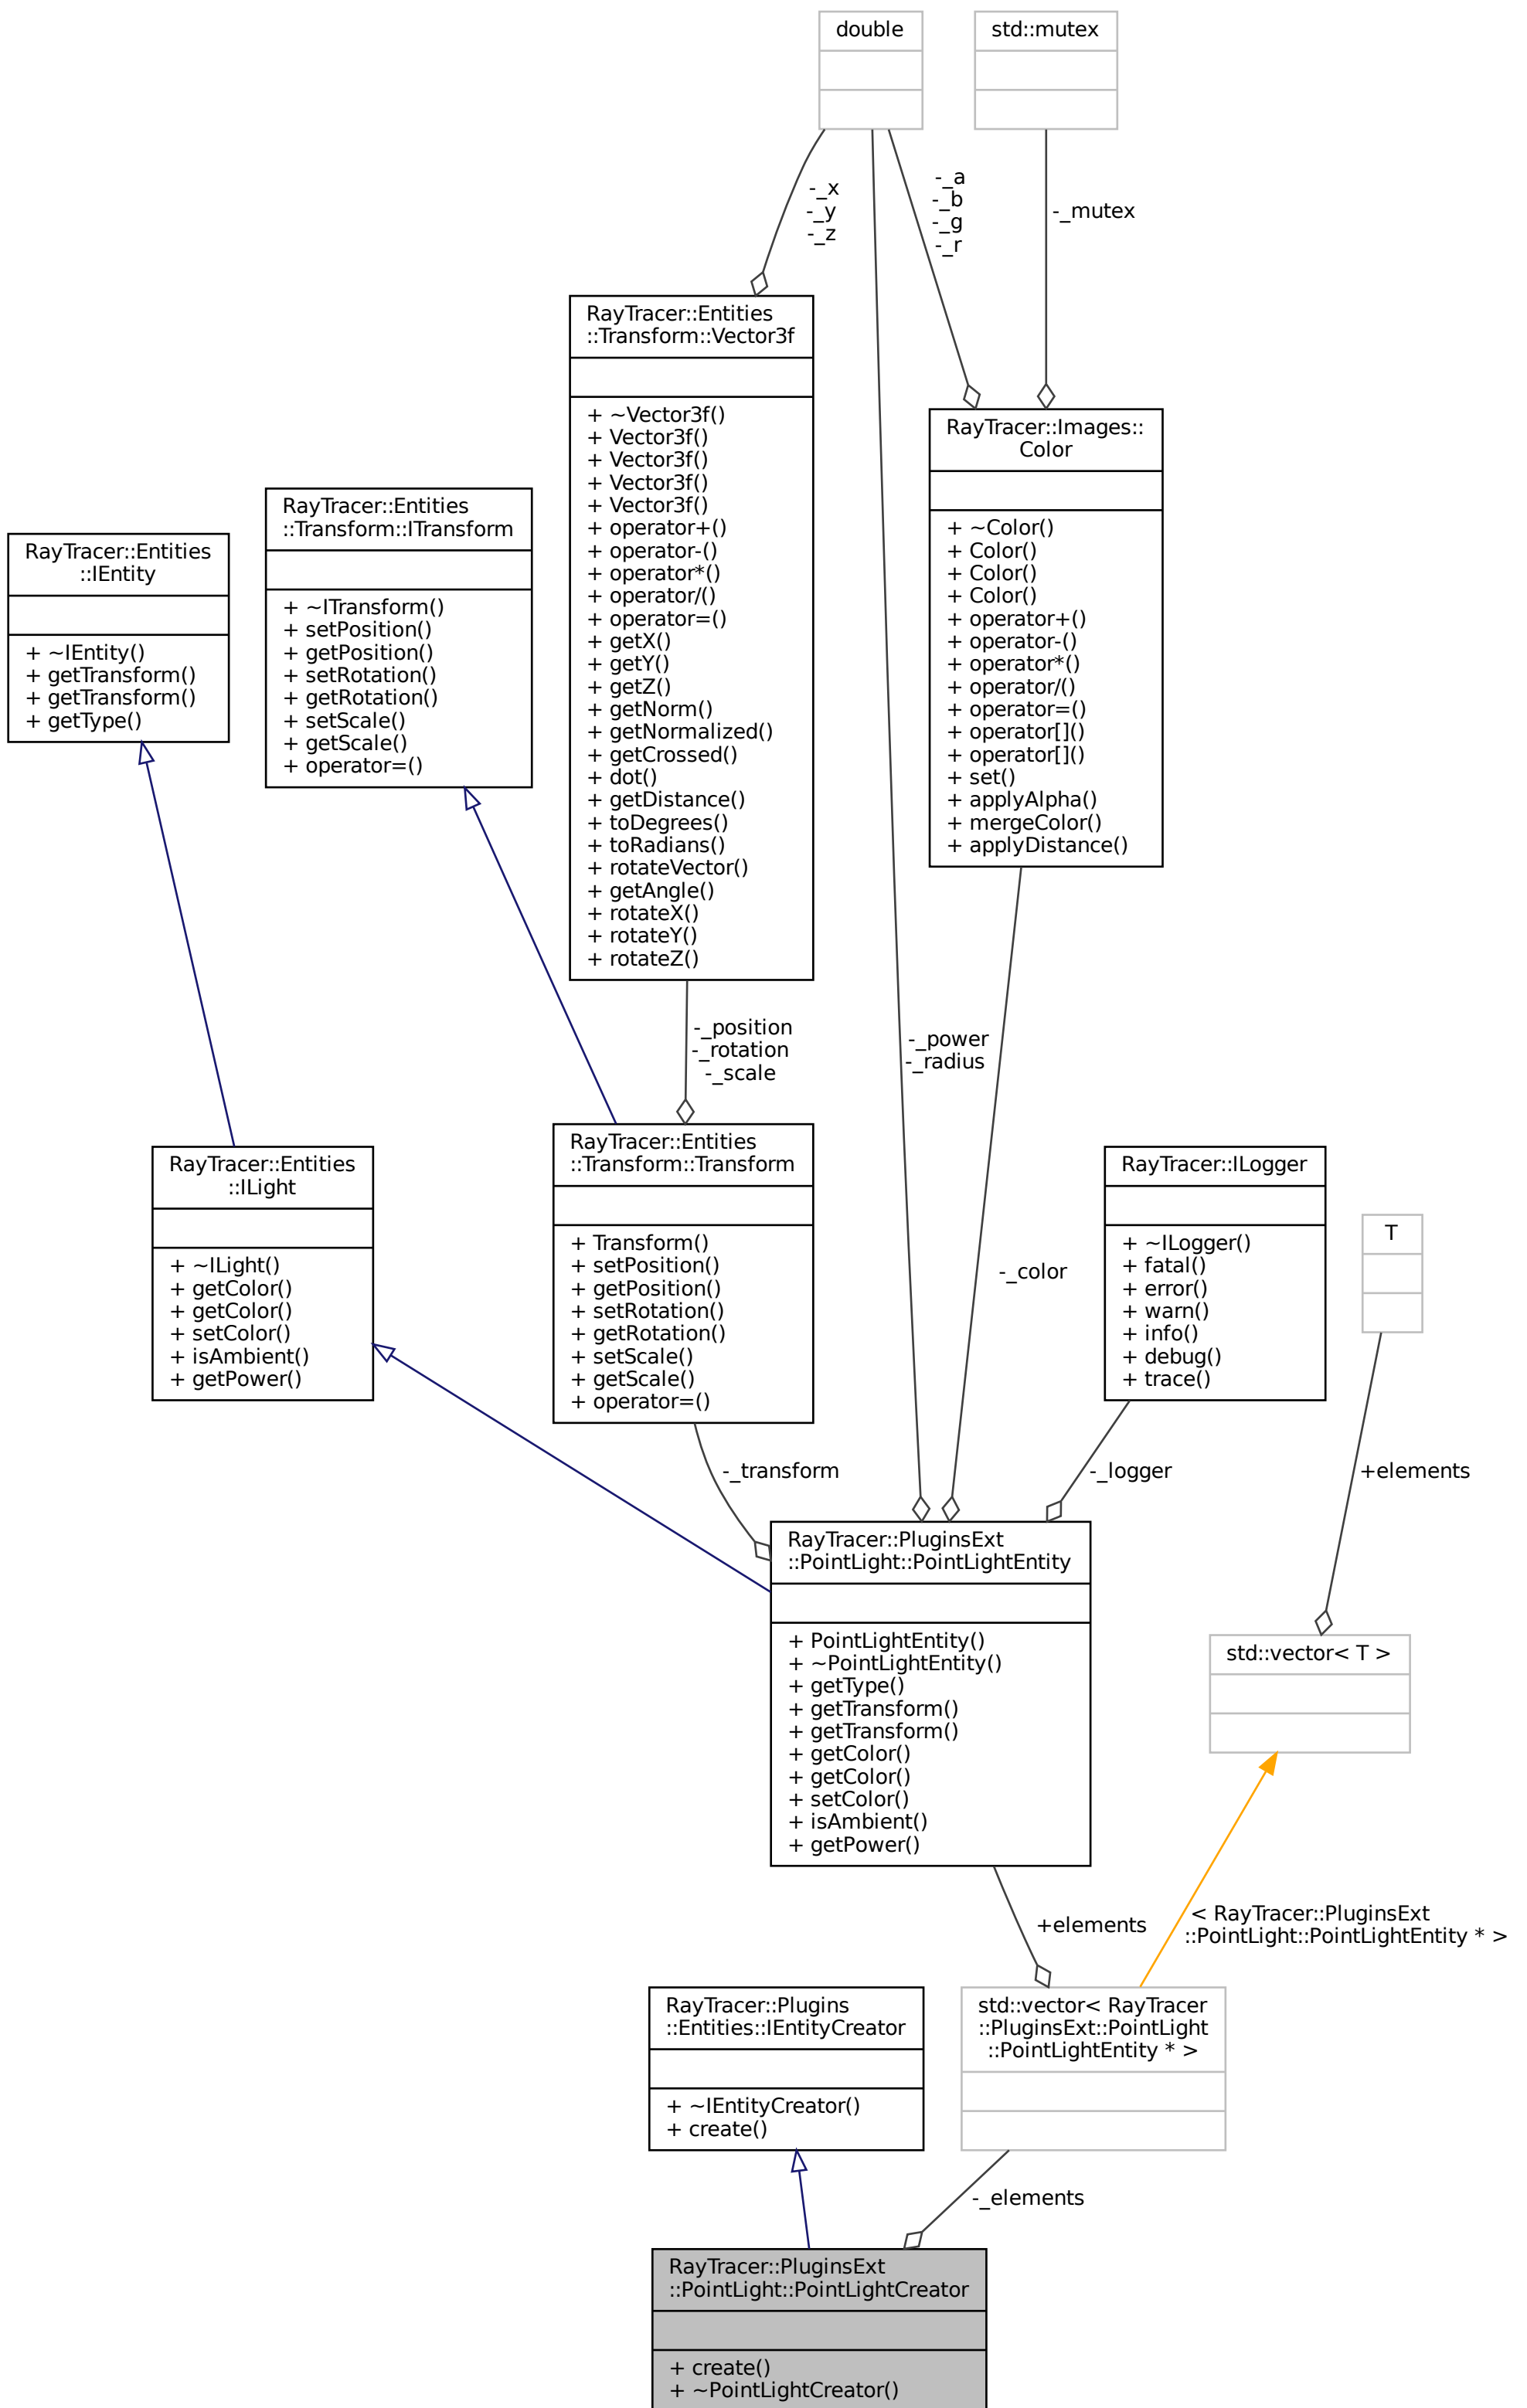 double
std::mutex
-_x
-_y
-_z
-_a
-_b
-_g
-_r
-_mutex
RayTracer::Entities
::Transform::Vector3f
+ ~Vector3f()
+ Vector3f()
+ Vector3f()
+ Vector3f()
+ Vector3f()
+ operator+()
+ operator-()
+ operator*()
+ operator/()
+ operator=()
+ getX()
+ getY()
+ getZ()
+ getNorm()
+ getNormalized()
+ getCrossed()
+ dot()
+ getDistance()
+ toDegrees()
+ toRadians()
+ rotateVector()
+ getAngle()
+ rotateX()
+ rotateY()
+ rotateZ()
RayTracer::Images::
Color
+ ~Color()
+ Color()
+ Color()
+ Color()
+ operator+()
+ operator-()
+ operator*()
+ operator/()
+ operator=()
+ operator[]()
+ operator[]()
+ set()
+ applyAlpha()
+ mergeColor()
+ applyDistance()
RayTracer::Entities
::Transform::ITransform
+ ~ITransform()
+ setPosition()
+ getPosition()
+ setRotation()
+ getRotation()
+ setScale()
+ getScale()
+ operator=()
RayTracer::Entities
::IEntity
+ ~IEntity()
+ getTransform()
+ getTransform()
+ getType()
-_position
-_rotation
-_scale
-_power
-_radius
RayTracer::Entities
::ILight
+ ~ILight()
+ getColor()
+ getColor()
+ setColor()
+ isAmbient()
+ getPower()
RayTracer::Entities
::Transform::Transform
+ Transform()
+ setPosition()
+ getPosition()
+ setRotation()
+ getRotation()
+ setScale()
+ getScale()
+ operator=()
-_color
RayTracer::ILogger
+ ~ILogger()
+ fatal()
+ error()
+ warn()
+ info()
+ debug()
+ trace()
T
-_transform
-_logger
+elements
RayTracer::PluginsExt
::PointLight::PointLightEntity
+ PointLightEntity()
+ ~PointLightEntity()
+ getType()
+ getTransform()
+ getTransform()
+ getColor()
+ getColor()
+ setColor()
+ isAmbient()
+ getPower()
std::vector< T >
+elements
< RayTracer::PluginsExt
::PointLight::PointLightEntity * >
RayTracer::Plugins
::Entities::IEntityCreator
+ ~IEntityCreator()
+ create()
std::vector< RayTracer
::PluginsExt::PointLight
::PointLightEntity * >
-_elements
RayTracer::PluginsExt
::PointLight::PointLightCreator
+ create()
+ ~PointLightCreator()